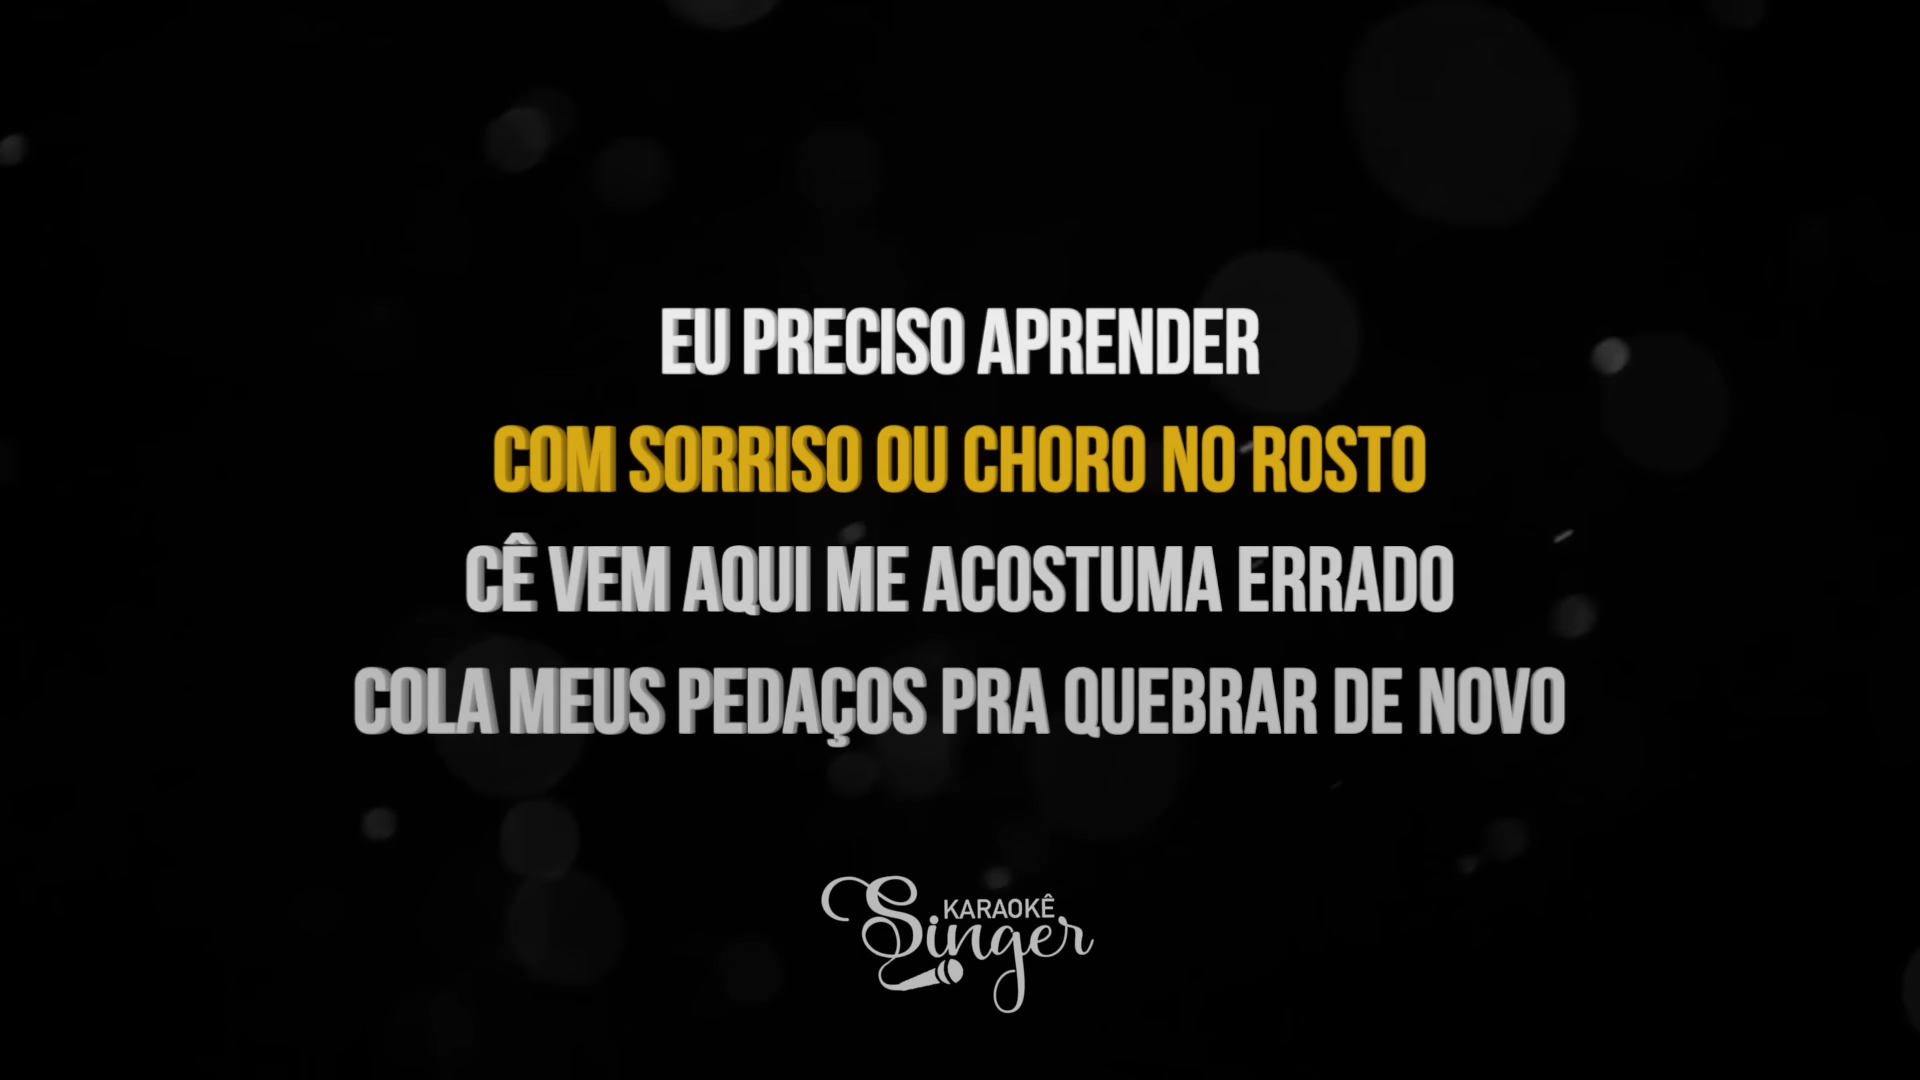 EU PRECISO APRENDER
COM SORRISO OU CHORO NO ROSTO
CÊ VEM AQUI ME ACOSTUMA ERRADO
COLA MEUS PEDAÇOS PRA QUEBRAR DE NOVO
KARAOKÊ
Singer